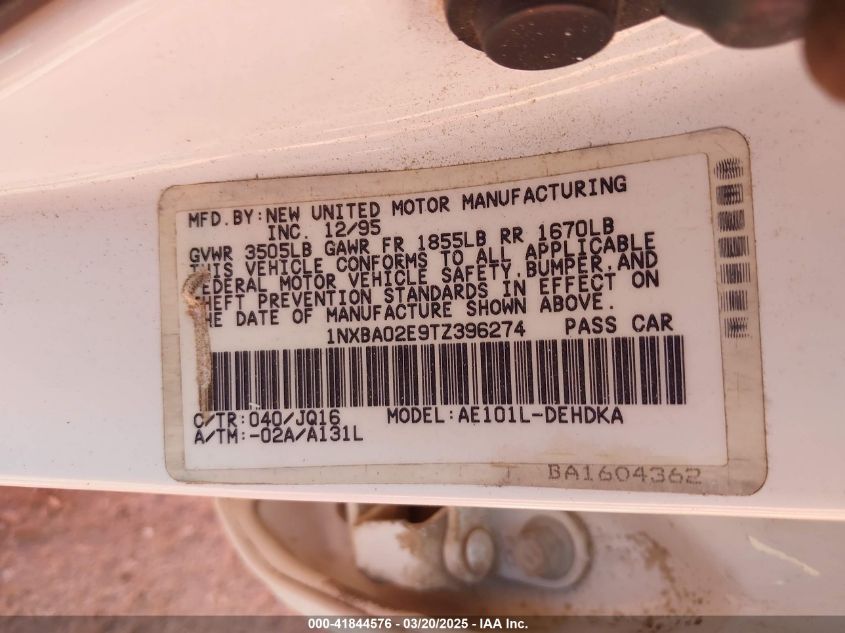 MFD.BY:NEW UNITED MOTOR MANUFACTURING
INC. 12/95
GVWR 3505LB GAWR FR 1855LB RR 1670LB
THIS VEHICLE CONFORMS TO ALL APPLICABLE
FEDERAL MOTOR VEHICLE SAFETY,BUMPER,AND
THEFT PREVENTION STANDARDS IN EFFECT ON
THE DATE OF MANUFACTURE SHOWN ABOVE.
1NXBA02E9TZ396274 PASS CAR
C/TR:040/JQ16 MODEL:AE101L-DEHDKA
A/TM:-02A/A131L
BA1604362
000-41844576 - 03/20/2025 - IAA Inc.